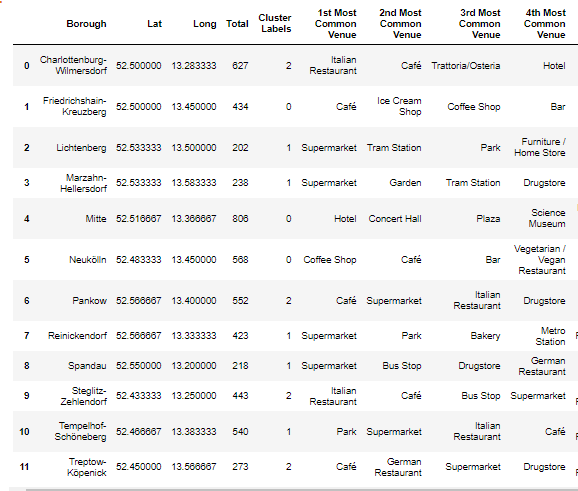 Borough Lat Long Total Cluster Labels 1st Most Common Venue 2nd Most Common Venue 3rd Most Common Venue 4th Most Common Venue
0 Charlottenburg-Wilmersdorf 52.500000 13.283333 627 2 Italian Restaurant Café Trattoria/Osteria Hotel
1 Friedrichshain-Kreuzberg 52.500000 13.450000 434 0 Café Ice Cream Shop Coffee Shop Bar
2 Lichtenberg 52.533333 13.500000 202 1 Supermarket Tram Station Park Furniture / Home Store
3 Marzahn-Hellersdorf 52.533333 13.583333 238 1 Supermarket Garden Tram Station Drugstore
4 Mitte 52.516667 13.366667 806 0 Hotel Concert Hall Plaza Science Museum
5 Neukölln 52.483333 13.450000 568 0 Coffee Shop Café Bar Vegetarian / Vegan Restaurant
6 Pankow 52.566667 13.400000 552 2 Café Supermarket Italian Restaurant Drugstore
7 Reinickendorf 52.566667 13.333333 423 1 Supermarket Park Bakery Metro Station
8 Spandau 52.550000 13.200000 218 1 Supermarket Bus Stop Drugstore German Restaurant
9 Steglitz-Zehlendorf 52.433333 13.250000 443 2 Italian Restaurant Café Bus Stop Supermarket
10 Tempelhof-Schöneberg 52.466667 13.383333 540 1 Park Supermarket Italian Restaurant Café
11 Treptow-Köpenick 52.450000 13.566667 273 2 Café German Restaurant Supermarket Drugstore